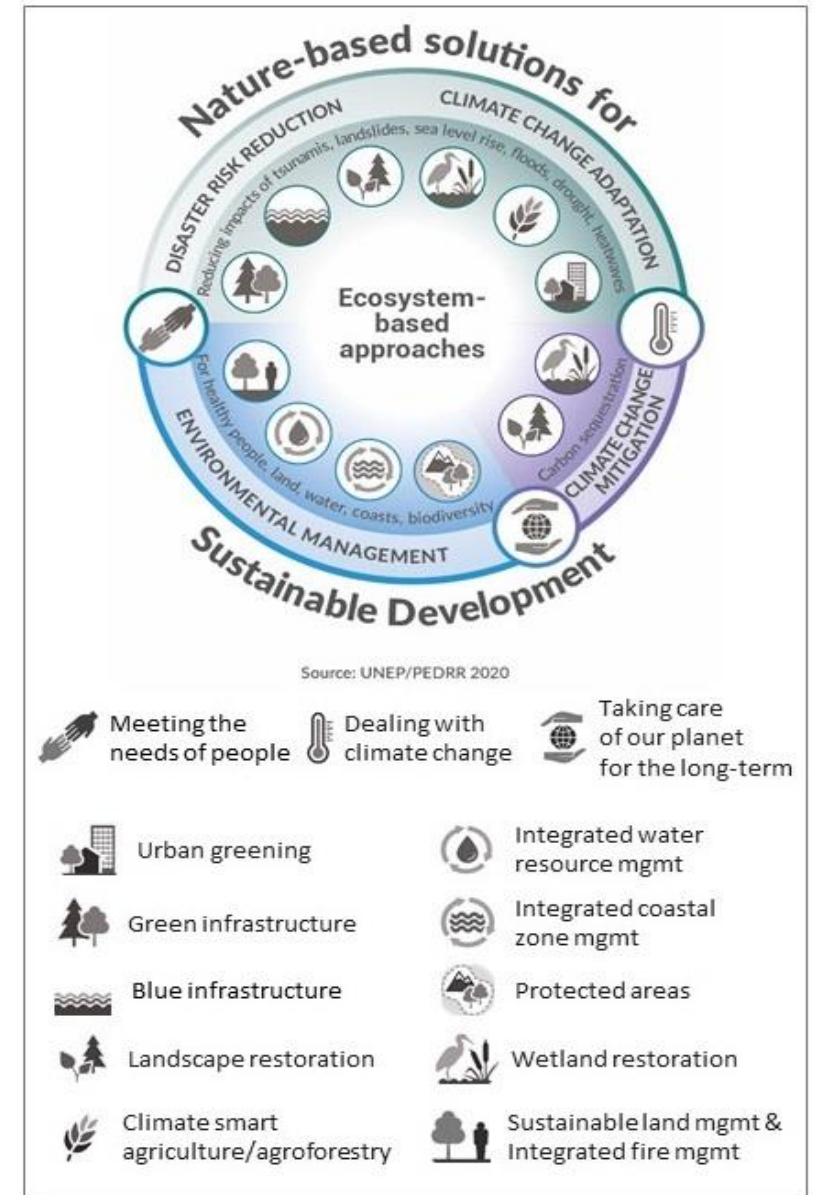 Nature-based solutions for
DISASTER RISK REDUCTION
CLIMATE CHANGE ADAPTATION
Reducing impacts of tsunamis, landslides, sea level rise, floods, drought, heatwaves
Ecosystem-
based
approaches
For healthy people, land, water, coasts, biodiversity
ENVIRONMENTAL MANAGEMENT
Carbon sequestration
CLIMATE CHANGE
MITIGATION
Sustainable Development
Source: UNEP/PEDRR 2020
Meeting the
needs of people
Dealing with
climate change
Taking care
of our planet
for the long-term
Urban greening
Integrated water
resource mgmt
Green infrastructure
Integrated coastal
zone mgmt
Blue infrastructure
Protected areas
Landscape restoration
Wetland restoration
Climate smart
agriculture/agroforestry
Sustainable land mgmt &
Integrated fire mgmt